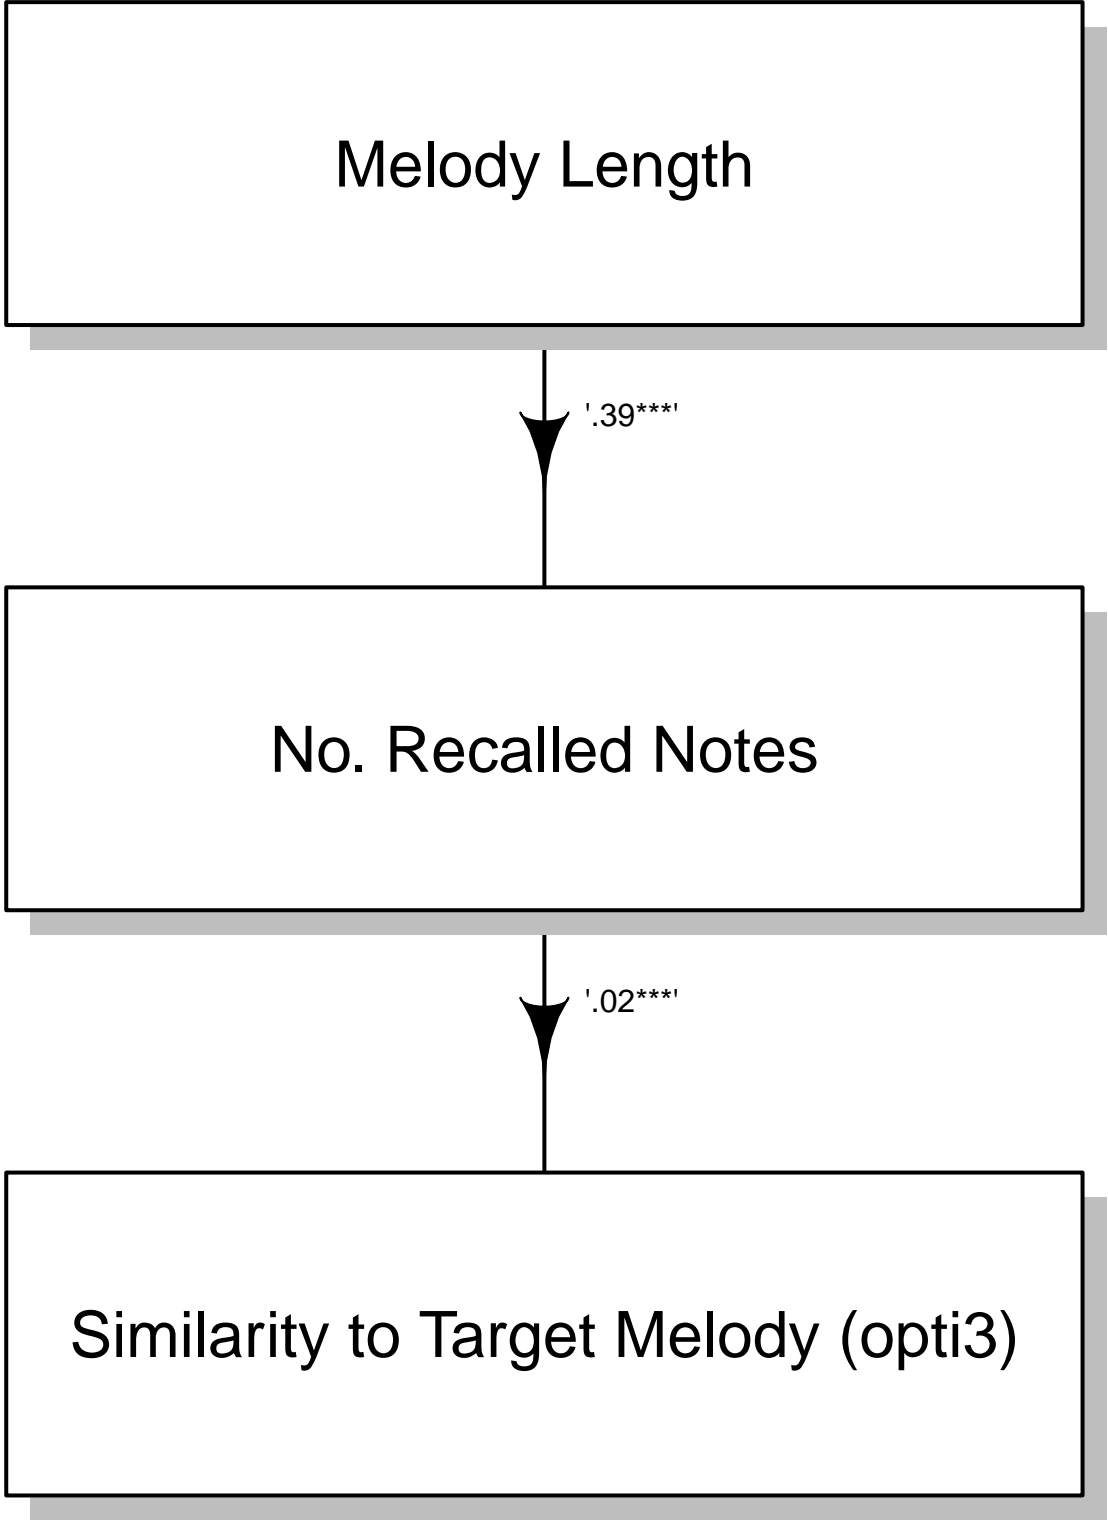 Melody Length
'.39***'
No. Recalled Notes
'.02***'
Similarity to Target Melody (opti3)